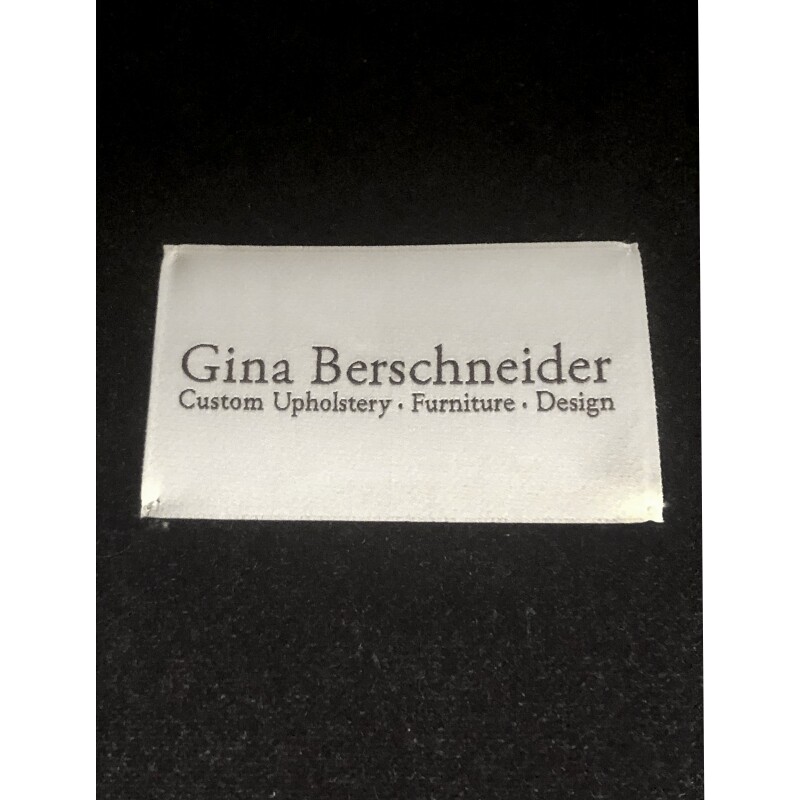 Gina Berschneider
Custom Upholstery • Furniture • Design